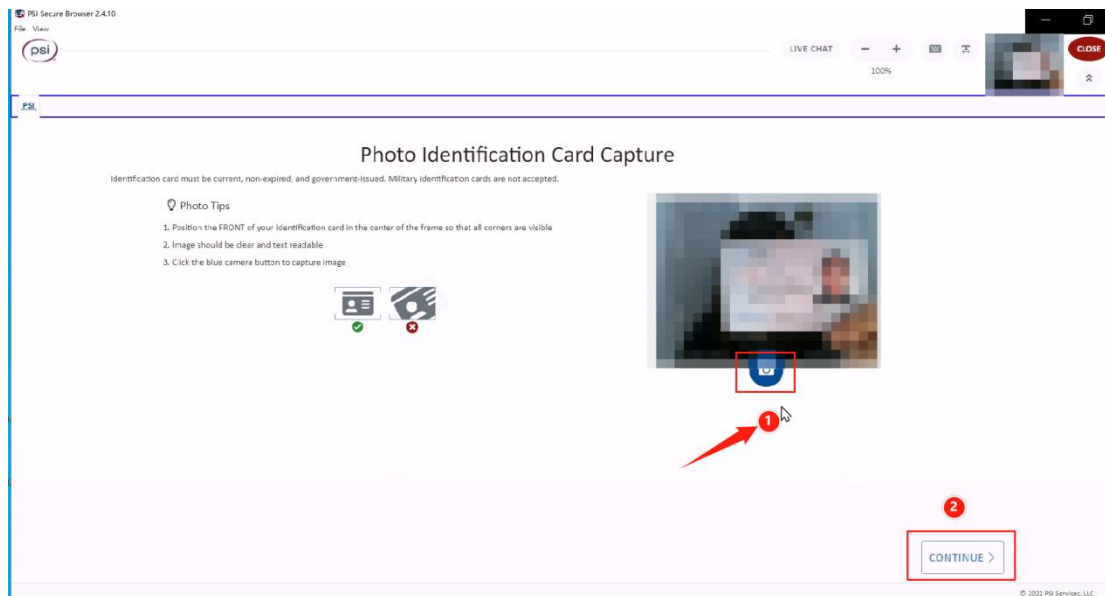 PSI Secure Browser 2.4.10
File View
psi
LIVE CHAT
100%
CLOSE
PSI
Photo Identification Card Capture
Identification card must be current, non-expired, and government-issued. Military identification cards are not accepted.
Photo Tips
1. Position the FRONT of your identification card in the center of the frame so that all corners are visible
2. Image should be clear and text readable
3. Click the blue camera button to capture image
1
2
CONTINUE >
© 2022 PSI Services, LLC